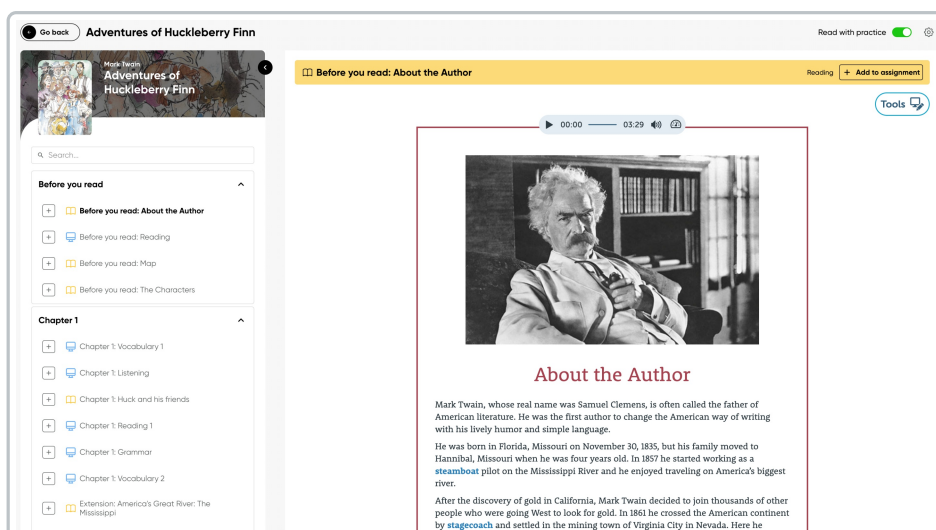 Go back
Adventures of Huckleberry Finn
Read with practice
Mark Twain
Adventures of
Huckleberry Finn
Search...
Before you read
Before you read: About the Author
Before you read: Reading
Before you read: Map
Before you read: The Characters
Chapter 1
Chapter 1: Vocabulary 1
Chapter 1: Listening
Chapter 1: Huck and his friends
Chapter 1: Reading 1
Chapter 1: Grammar
Chapter 1: Vocabulary 2
Extension: America's Great River: The
Mississippi
Before you read: About the Author
Reading
+ Add to assignment
Tools
00:00 03:29
About the Author
Mark Twain, whose real name was Samuel Clemens, is often called the father of
American literature. He was the first author to change the American way of writing
with his lively humor and simple language.
He was born in Florida, Missouri on November 30, 1835, but his family moved to
Hannibal, Missouri when he was four years old. In 1857 he started working as a
steamboat pilot on the Mississippi River and he enjoyed traveling on America's biggest
river.
After the discovery of gold in California, Mark Twain decided to join thousands of other
people who were going West to look for gold. In 1861 he crossed the American continent
by stagecoach and settled in the mining town of Virginia City in Nevada. Here he